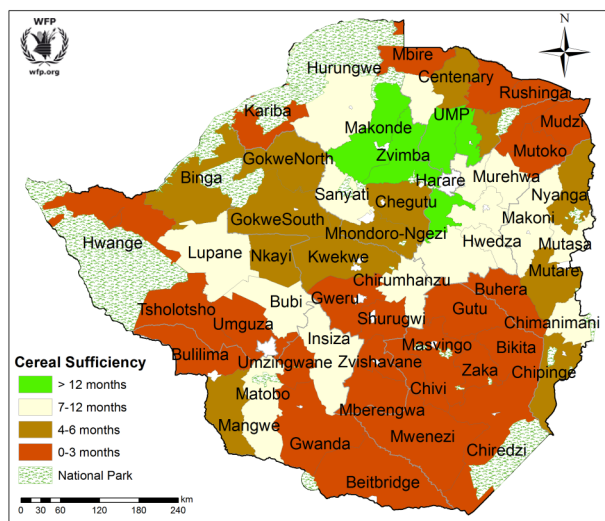 WFP
wfp.org
N
Mbire
Hurungwe
Centenary
Rushinga
Kariba
UMP
Mudzi
Makonde
Zvimba
Mutoko
GokweNorth
Harare
Murehwa
Binga
Sanyati
Chegutu
Nyanga
GokweSouth
Makoni
Mhondoro-Ngezi
Hwedza
Mutasa
Hwange
Lupane
Nkayi
Kwekwe
Mutare
Chirumhanzu
Buhera
Tsholotsho
Bubi
Gweru
Gutu
Umguza
Shurugwi
Chimanimani
Insiza
Masvingo
Bikita
Bulilima
Umzingwane
Zvishavane
Zaka
Chipinge
Matobo
Chivi
Mberengwa
Mangwe
Gwanda
Mwenezi
Chiredzi
Beitbridge
Cereal Sufficiency
> 12 months
7-12 months
4-6 months
0-3 months
National Park
0 30 60 120 180 240
km